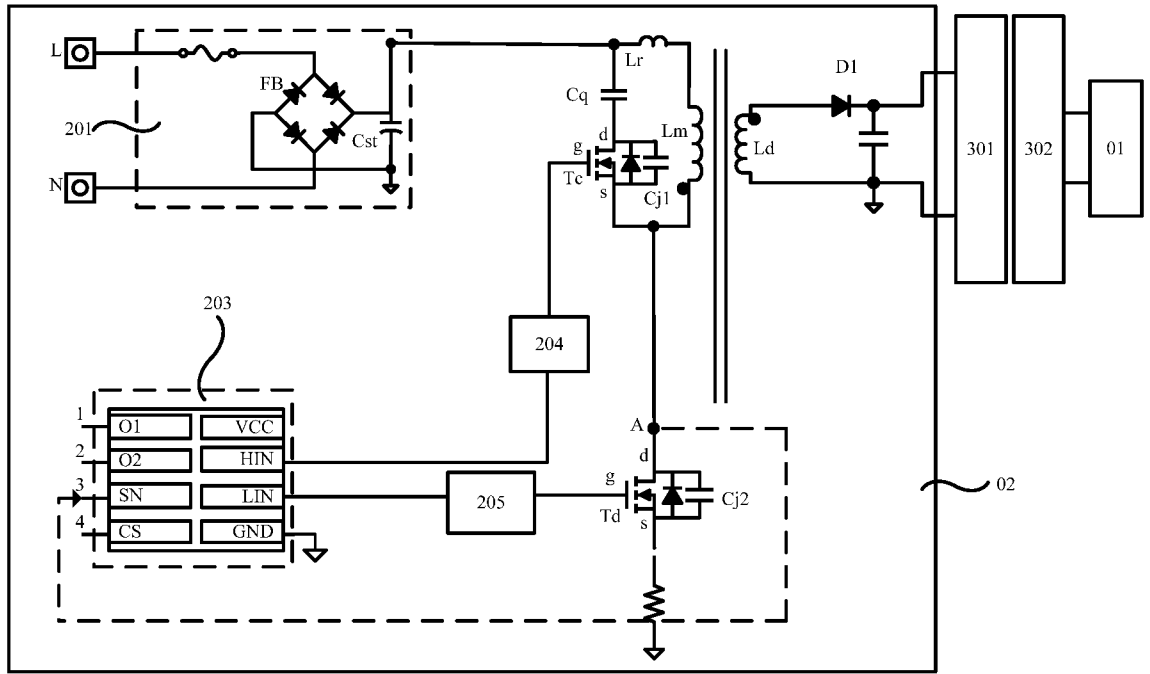 L
FB
201
Cst
N
Lr
Cq
d
g
Tc
s
Cj1
Lm
Ld
D1
301
302
01
203
204
1
O1
VCC
2
O2
HIN
3
SN
LIN
4
CS
GND
205
A
d
g
Td
s
Cj2
02